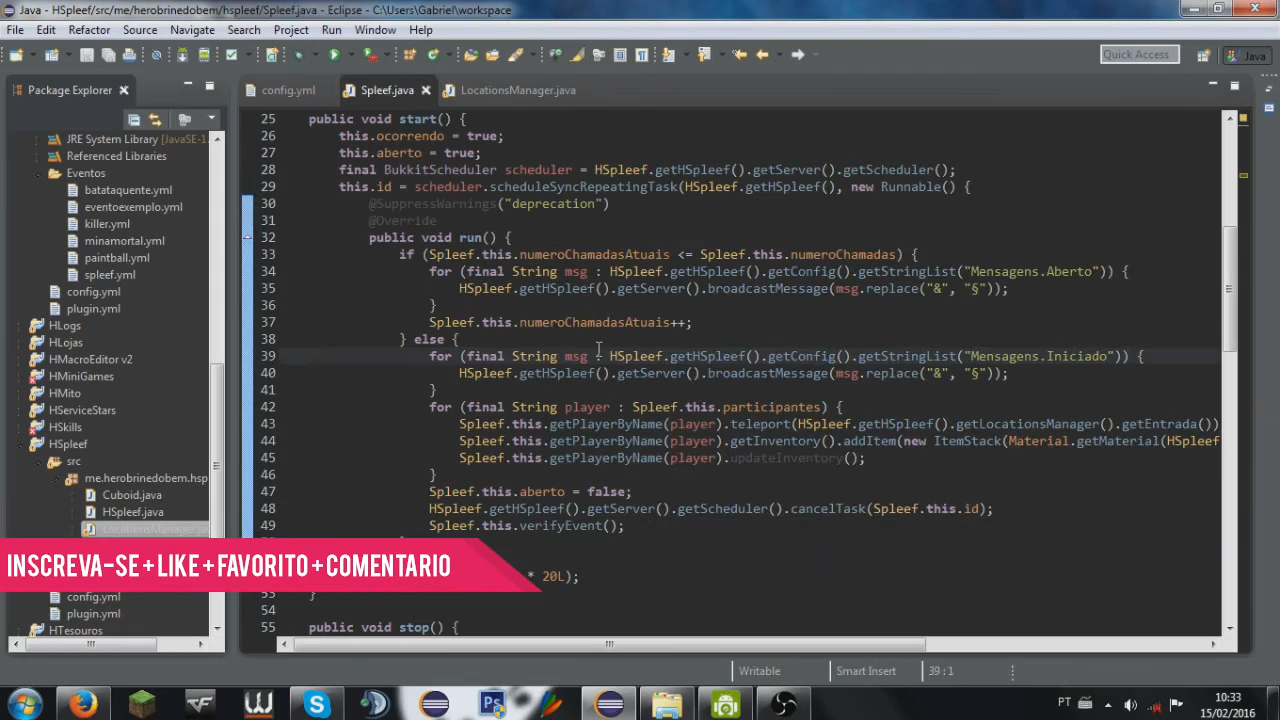 Java - HSpleef/src/me/herobrinedobem/hspleef/Spleef.java - Eclipse - C:\Users\Gabriel\workspace
File Edit Refactor Source Navigate Search Project Run Window Help
Quick Access
Java
Package Explorer
config.yml
Spleef.java
LocationsManager.java
JRE System Library [JavaSE-1.
Referenced Libraries
Eventos
batataquente.yml
eventoexemplo.yml
killer.yml
minamortal.yml
paintball.yml
spleef.yml
config.yml
plugin.yml
HLogs
HLojas
HMacroEditor v2
HMiniGames
HMito
HServiceStars
HSkills
HSpleef
src
me.herobrinedobem.hsp
Cuboid.java
HSpleef.java
config.yml
plugin.yml
HTesouros
25 public void start() {
26 this.ocorrendo = true;
27 this.aberto = true;
28 final BukkitScheduler scheduler = HSpleef.getHSpleef().getServer().getScheduler();
29 this.id = scheduler.scheduleSyncRepeatingTask(HSpleef.getHSpleef(), new Runnable() {
30 @SuppressWarnings("deprecation")
31 @Override
32 public void run() {
33 if (Spleef.this.numeroChamadasAtuais <= Spleef.this.numeroChamadas) {
34 for (final String msg : HSpleef.getHSpleef().getConfig().getStringList("Mensagens.Aberto")) {
35 HSpleef.getHSpleef().getServer().broadcastMessage(msg.replace("&", "§"));
36 }
37 Spleef.this.numeroChamadasAtuais++;
38 } else {
39 for (final String msg : HSpleef.getHSpleef().getConfig().getStringList("Mensagens.Iniciado")) {
40 HSpleef.getHSpleef().getServer().broadcastMessage(msg.replace("&", "§"));
41 }
42 for (final String player : Spleef.this.participantes) {
43 Spleef.this.getPlayerByName(player).teleport(HSpleef.getHSpleef().getLocationsManager().getEntrada())
44 Spleef.this.getPlayerByName(player).getInventory().addItem(new ItemStack(Material.getMaterial(HSplef
45 Spleef.this.getPlayerByName(player).updateInventory();
46 }
47 Spleef.this.aberto = false;
48 HSpleef.getHSpleef().getServer().getScheduler().cancelTask(Spleef.this.id);
49 Spleef.this.verifyEvent();
* 20L);
53 }
54
55 public void stop() {
INSCREVA-SE + LIKE + FAVORITO + COMENTARIO
Writable
Smart Insert
39 : 1
PT
10:33
15/02/2016